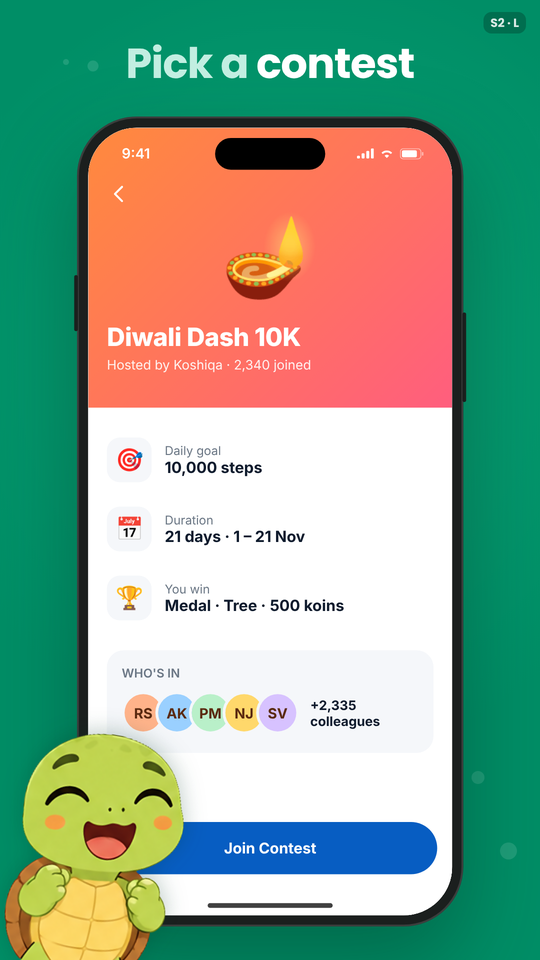 S2 · L
Pick a contest
9:41
Diwali Dash 10K
Hosted by Koshiqa · 2,340 joined
Daily goal
10,000 steps
July
17
Duration
21 days · 1 – 21 Nov
You win
Medal · Tree · 500 koins
WHO'S IN
RS AK PM NJ SV
+2,335
colleagues
Join Contest